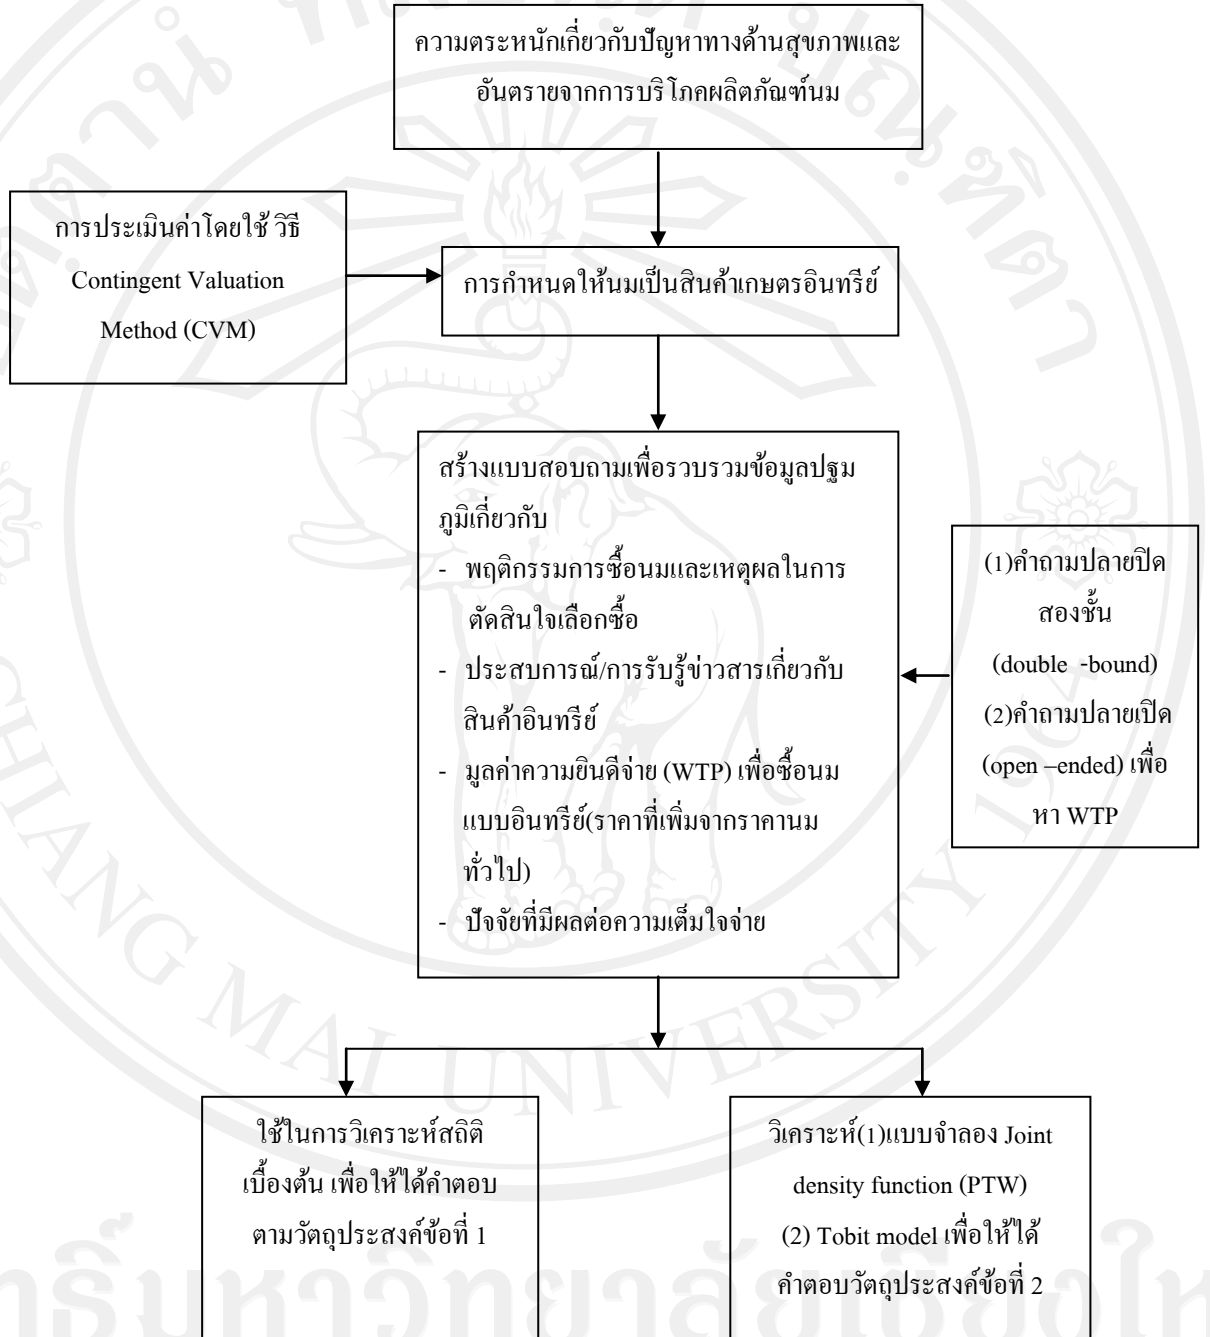 ความตระหนักเกี่ยวกับปัญหาทางด้านสุขภาพและ
อันตรายจากการบริโภคผลิตภัณฑ์นม
การประเมินค่าโดยใช้ วิธี
Contingent Valuation
Method (CVM)
การกำหนดให้นมเป็นสินค้าเกษตรอินทรีย์
สร้างแบบสอบถามเพื่อรวบรวมข้อมูลปฐม
ภูมิเกี่ยวกับ
- พฤติกรรมการซื้อนมและเหตุผลในการ
ตัดสินใจเลือกซื้อ
- ประสบการณ์/การรับรู้ข่าวสารเกี่ยวกับ
สินค้าอินทรีย์
- มูลค่าความยินดีจ่าย (WTP) เพื่อซื้อนม
แบบอินทรีย์(ราคาที่เพิ่มจากราคานม
ทั่วไป)
- ปัจจัยที่มีผลต่อความเต็มใจจ่าย
(1)คำถามปลายปิด
สองชั้น
(double -bound)
(2)คำถามปลายเปิด
(open –ended) เพื่อ
หา WTP
ใช้ในการวิเคราะห์สถิติ
เบื้องต้น เพื่อให้ได้คำตอบ
ตามวัตถุประสงค์ข้อที่ 1
วิเคราะห์(1)แบบจำลอง Joint
density function (PTW)
(2) Tobit model เพื่อให้ได้
คำตอบวัตถุประสงค์ข้อที่ 2
CHIANG MAI UNIVERSITY 1964